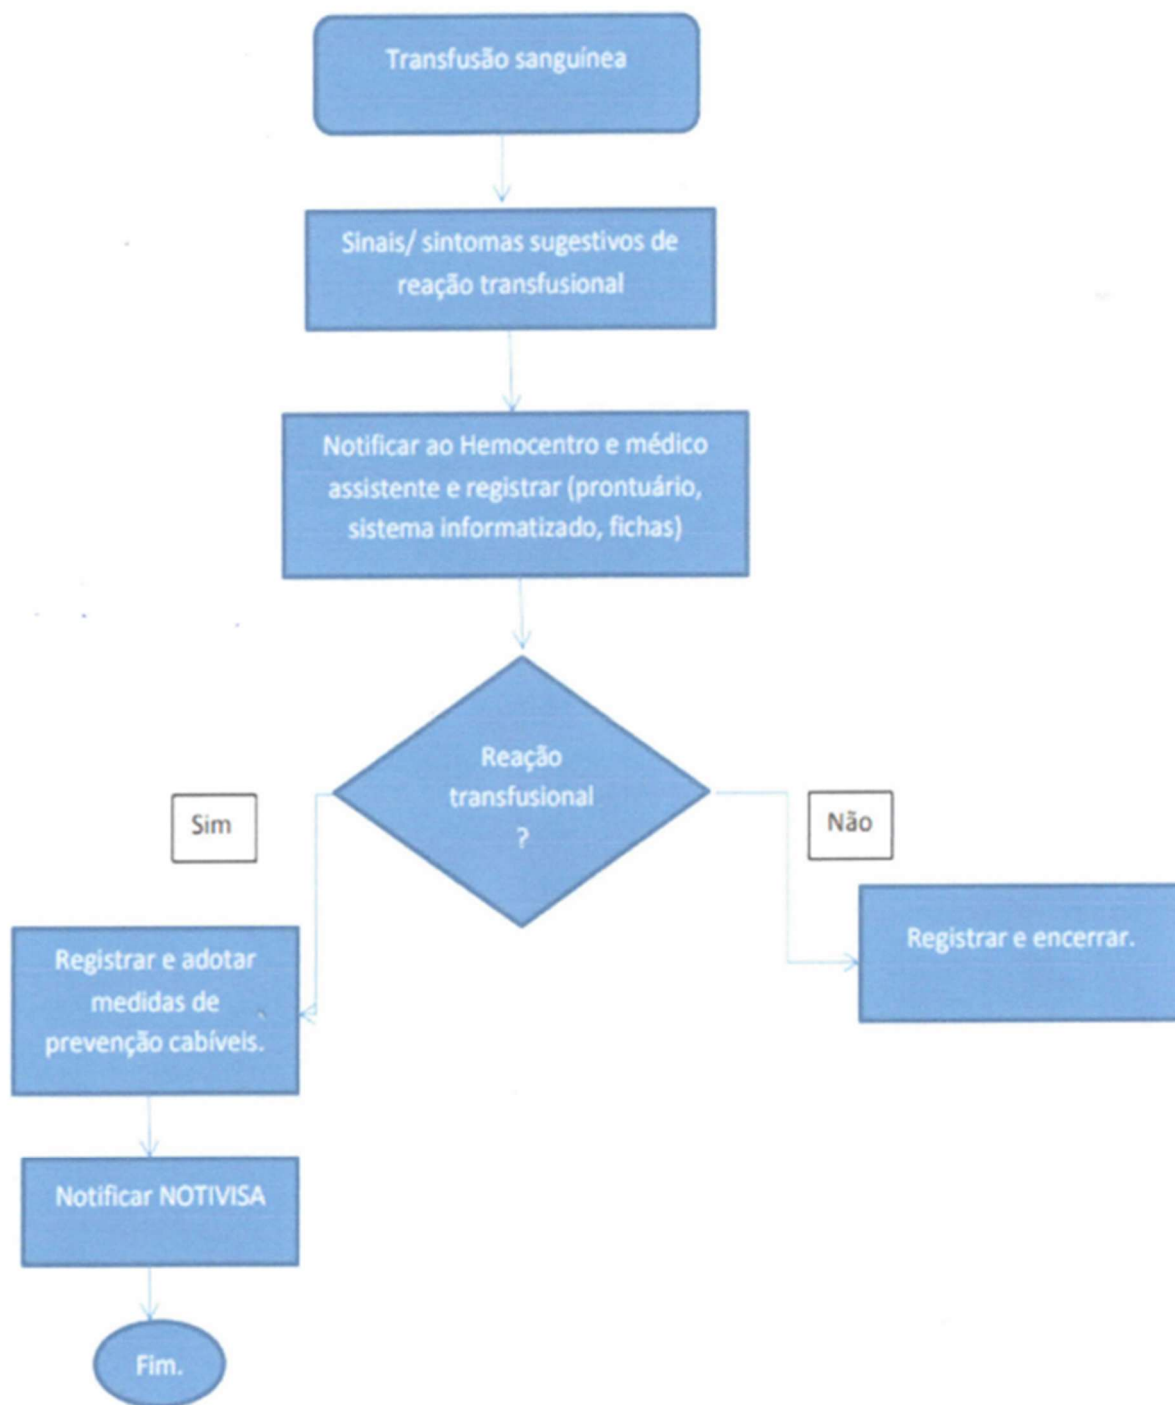 Transfusão sanguínea
Sinais/ sintomas sugestivos de
reação transfusional
Notificar ao Hemocentro e médico
assistente e registrar (prontuário,
sistema informatizado, fichas)
Reação
transfusional
?
Sim
Não
Registrar e adotar
medidas de
prevenção cabíveis.
Registrar e encerrar.
Notificar NOTIVISA
Fim.